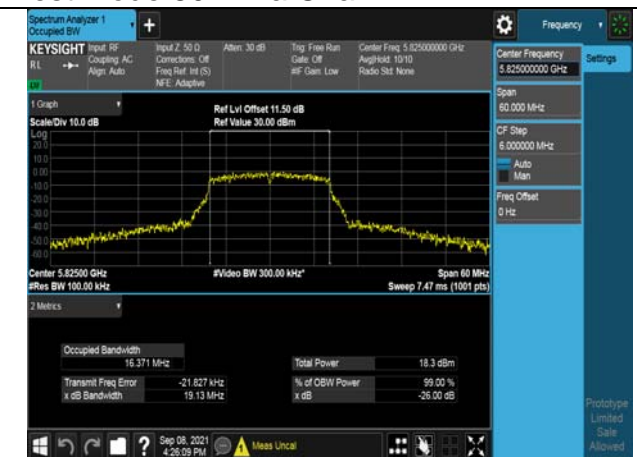 Spectrum Analyzer 1
Occupied BW
Frequency
KEYSIGHT
RL
Input: RF
Coupling: AC
Align: Auto
Input Z: 50 Ω
Corrections: Off
Freq Ref: Int (S)
NFE: Adaptive
Atten: 30 dB
Trig: Free Run
Gate: Off
#IF Gain: Low
Center Freq: 5.825000000 GHz
Avg|Hold: 10/10
Radio Std: None
Center Frequency
5.825000000 GHz
Settings
Span
60.000 MHz
CF Step
6.000000 MHz
Auto
Man
Freq Offset
0 Hz
1 Graph
Scale/Div 10.0 dB
Ref Lvl Offset 11.50 dB
Ref Value 30.00 dBm
Log
20.0
10.0
0.00
-10.0
-20.0
-30.0
-40.0
-50.0
-60.0
Center 5.82500 GHz
#Video BW 300.00 kHz*
Span 60 MHz
#Res BW 100.00 kHz
Sweep 7.47 ms (1001 pts)
2 Metrics
Occupied Bandwidth
16.371 MHz
Total Power 18.3 dBm
Transmit Freq Error -21.827 kHz
% of OBW Power 99.00 %
x dB Bandwidth 19.13 MHz
x dB -26.00 dB
Prototype
Limited
Sale
Allowed
Sep 08, 2021
4:26:09 PM
Meas Uncal